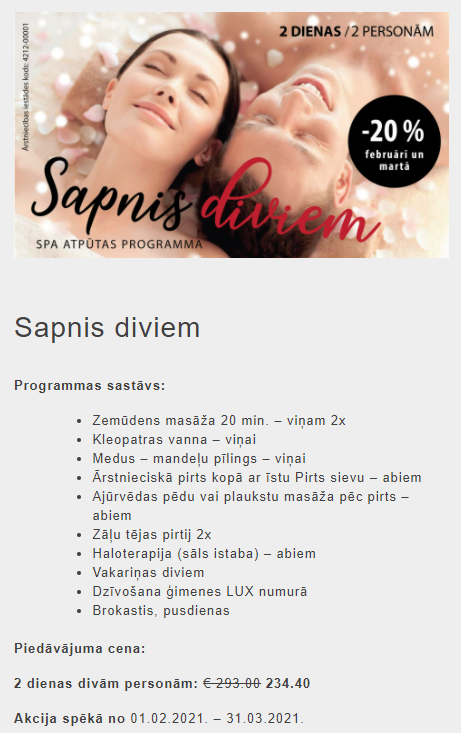 Ārstniecības iestādes kods: 4212-00001
2 DIENAS / 2 PERSONĀM
-20 %
februāri un
martā
Sapnis diviem
SPA ATPŪTAS PROGRAMMA
Sapnis diviem
Programmas sastāvs:
• Zemūdens masāža 20 min. – viņam 2x
• Kleopatras vanna – viņai
• Medus – mandeļu pīlings – viņai
• Ārstnieciskā pirts kopā ar īstu Pirts sievu – abiem
• Ajūrvēdas pēdu vai plaukstu masāža pēc pirts –
abiem
• Zāļu tējas pirtij 2x
• Haloterapija (sāls istaba) – abiem
• Vakariņas diviem
• Dzīvošana ģimenes LUX numurā
• Brokastis, pusdienas
Piedāvājuma cena:
2 dienas divām personām: € 293.00 234.40
Akcija spēkā no 01.02.2021. – 31.03.2021.